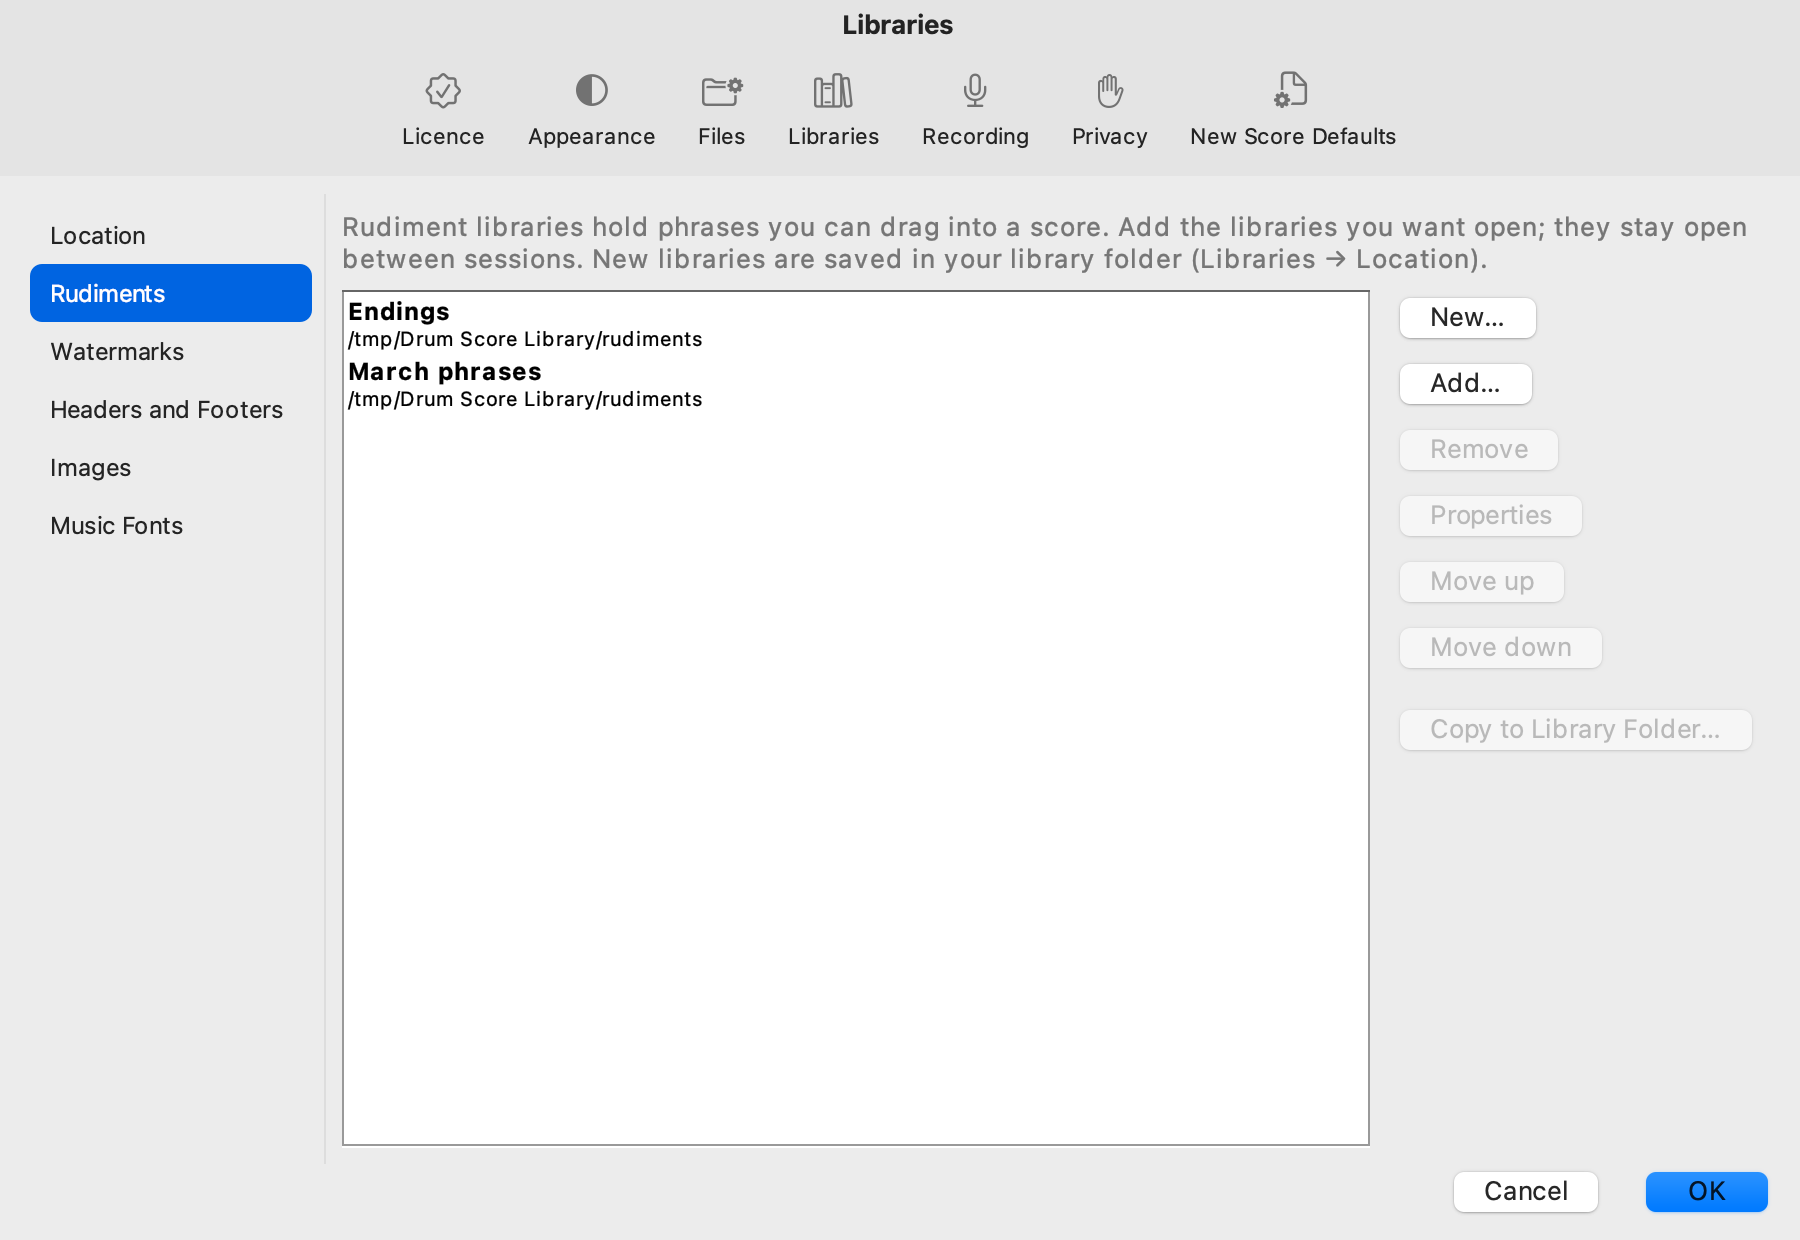 Libraries
Licence
Appearance
Files
Libraries
Recording
Privacy
New Score Defaults
Location
Rudiments
Watermarks
Headers and Footers
Images
Music Fonts
Rudiment libraries hold phrases you can drag into a score. Add the libraries you want open; they stay open
between sessions. New libraries are saved in your library folder (Libraries → Location).
Endings
/tmp/Drum Score Library/rudiments
March phrases
/tmp/Drum Score Library/rudiments
New...
Add...
Remove
Properties
Move up
Move down
Copy to Library Folder...
Cancel
OK